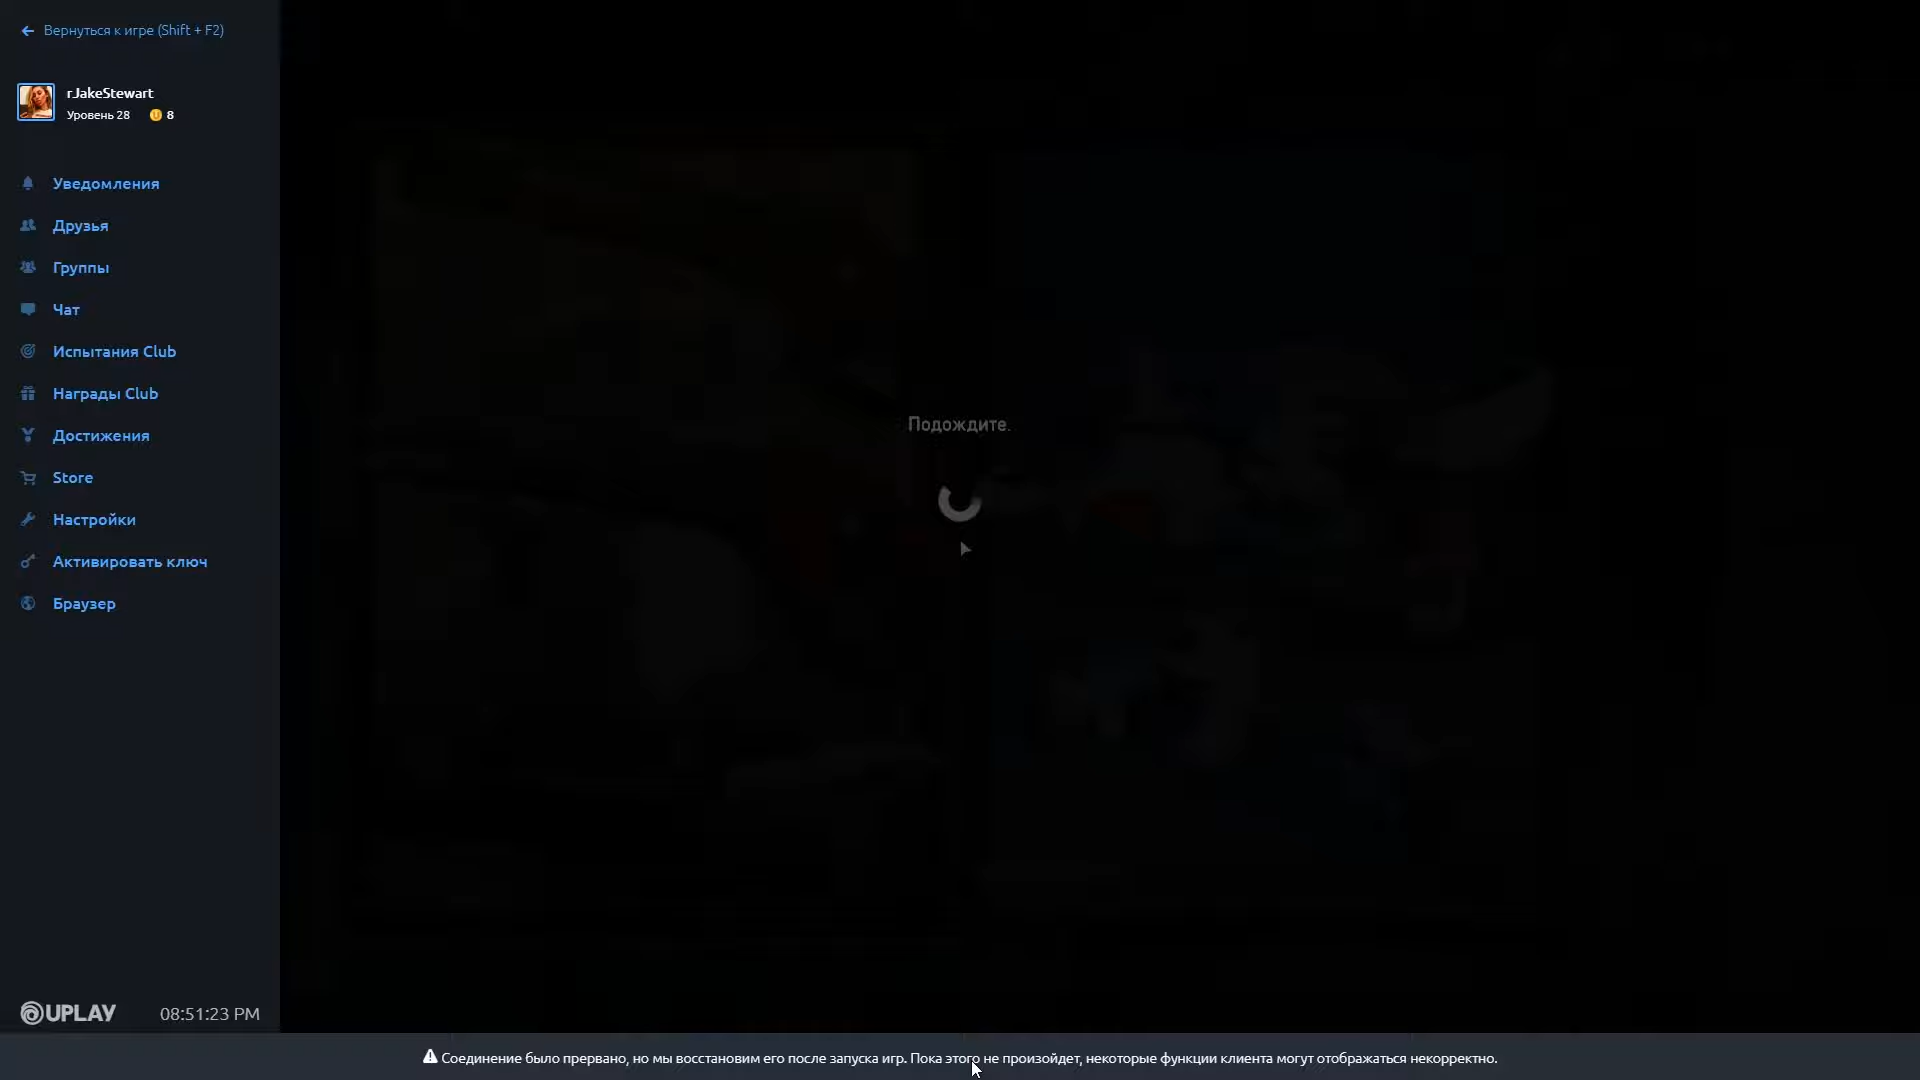 Вернуться к игре (Shift + F2)
rJakeStewart
Уровень 28 8
Уведомления
Друзья
Группы
Чат
Испытания Club
Награды Club
Достижения
Store
Настройки
Активировать ключ
Браузер
Подождите.
UPLAY 08:51:23 PM
Соединение было прервано, но мы восстановим его после запуска игр. Пока этого не произойдет, некоторые функции клиента могут отображаться некорректно.